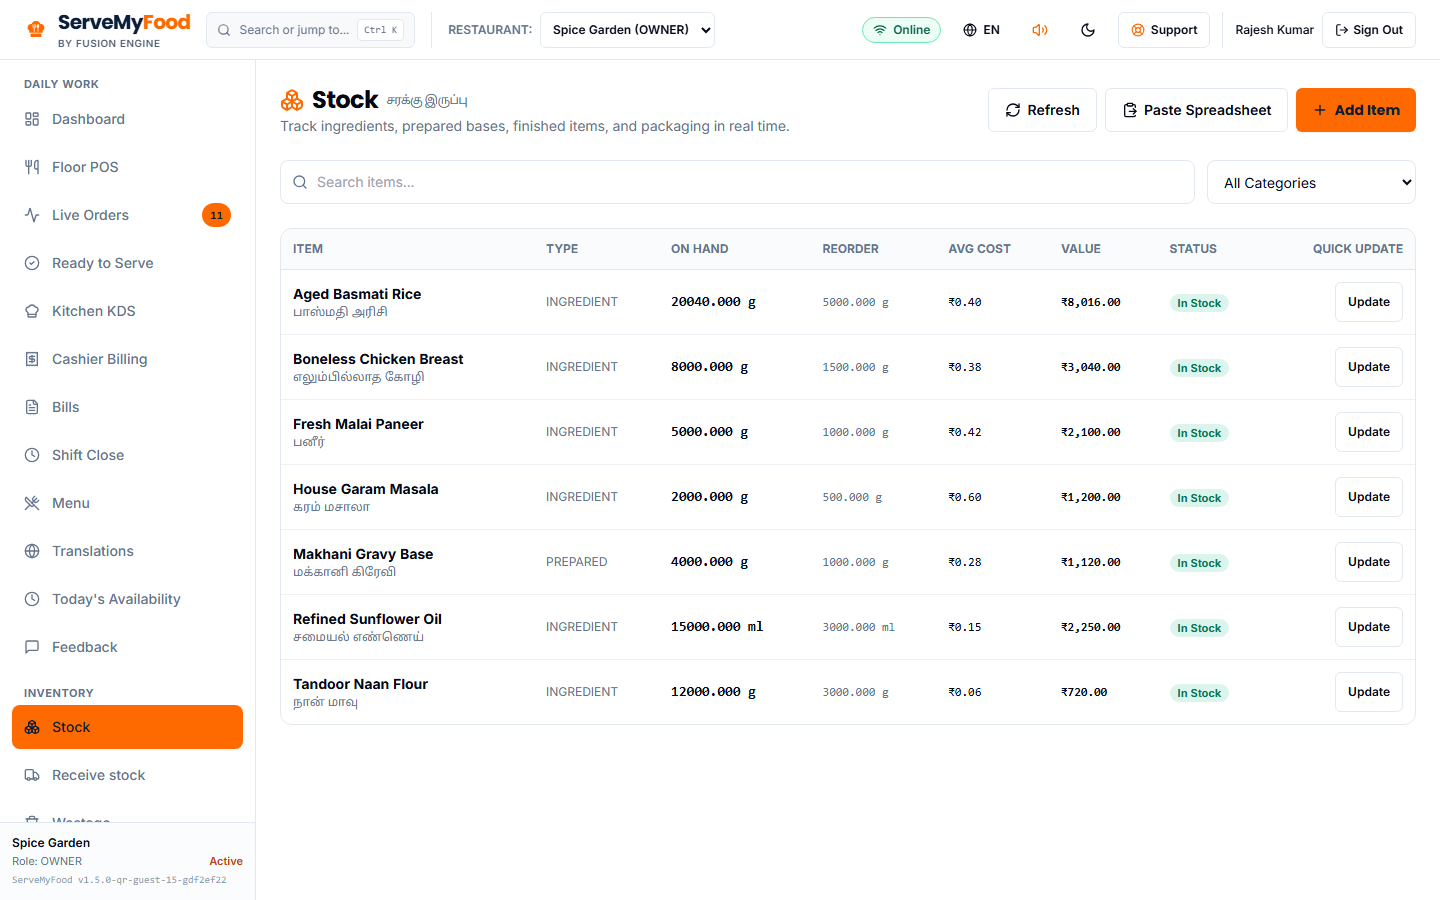 ServeMyFood
BY FUSION ENGINE
Search or jump to... Ctrl K
RESTAURANT: Spice Garden (OWNER)
Online
EN
Support
Rajesh Kumar
Sign Out
DAILY WORK
Dashboard
Floor POS
Live Orders 11
Ready to Serve
Kitchen KDS
Cashier Billing
Bills
Shift Close
Menu
Translations
Today's Availability
Feedback
INVENTORY
Stock
Receive stock
Wastage
Spice Garden
Role: OWNER Active
ServeMyFood v1.5.0-qr-guest-15-gdf2ef22
Stock சரக்கு இருப்பு
Track ingredients, prepared bases, finished items, and packaging in real time.
Refresh
Paste Spreadsheet
+ Add Item
Search items...
All Categories
ITEM TYPE ON HAND REORDER AVG COST VALUE STATUS QUICK UPDATE
Aged Basmati Rice
பாஸ்மதி அரிசி
INGREDIENT 20040.000 g 5000.000 g ₹0.40 ₹8,016.00 In Stock Update
Boneless Chicken Breast
எலும்பில்லாத கோழி
INGREDIENT 8000.000 g 1500.000 g ₹0.38 ₹3,040.00 In Stock Update
Fresh Malai Paneer
பனீர்
INGREDIENT 5000.000 g 1000.000 g ₹0.42 ₹2,100.00 In Stock Update
House Garam Masala
கரம் மசாலா
INGREDIENT 2000.000 g 500.000 g ₹0.60 ₹1,200.00 In Stock Update
Makhani Gravy Base
மக்கானி கிரேவி
PREPARED 4000.000 g 1000.000 g ₹0.28 ₹1,120.00 In Stock Update
Refined Sunflower Oil
சமையல் எண்ணெய்
INGREDIENT 15000.000 ml 3000.000 ml ₹0.15 ₹2,250.00 In Stock Update
Tandoor Naan Flour
நான் மாவு
INGREDIENT 12000.000 g 3000.000 g ₹0.06 ₹720.00 In Stock Update